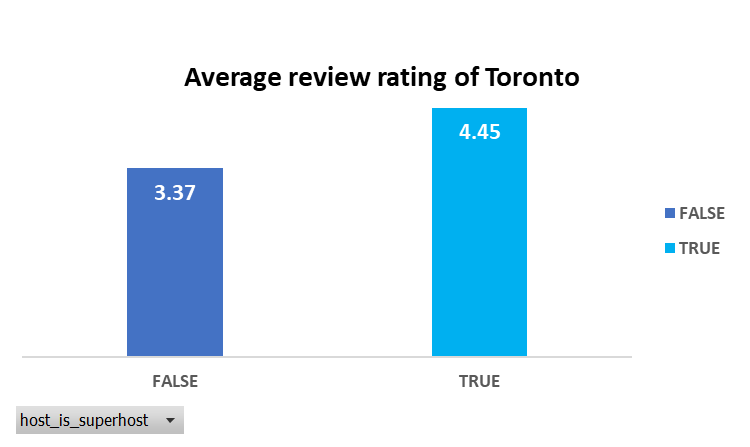 Average review rating of Toronto
3.37
4.45
FALSE
TRUE
FALSE
TRUE
host_is_superhost